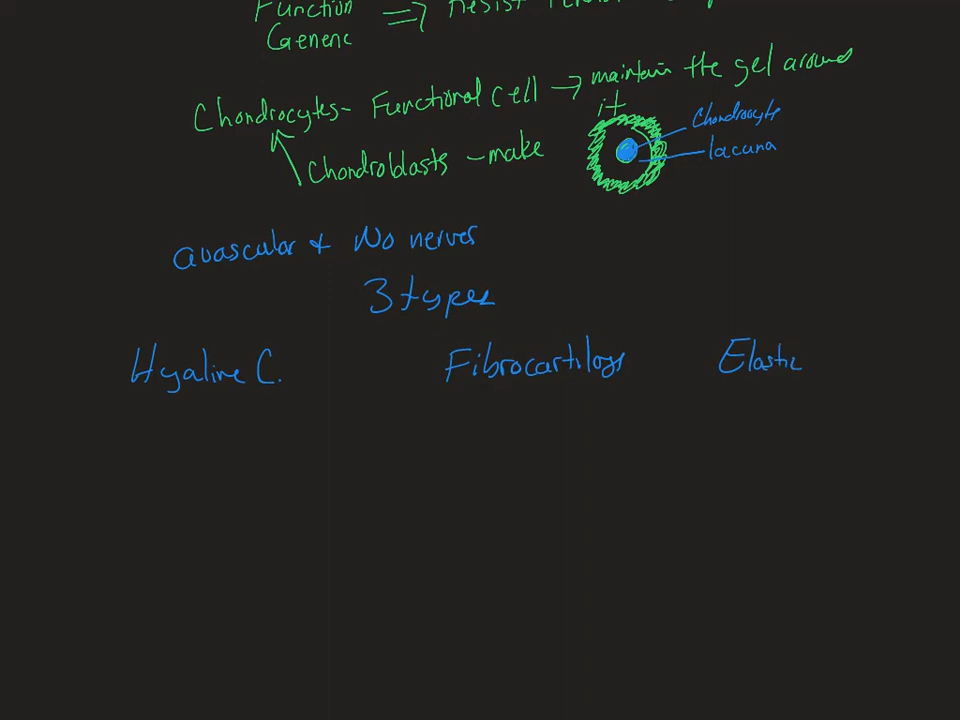 Function ⟹ Resist
Generic
Chondrocytes- Functional cell → maintain the gel around
it
Chondrocyte
lacuna
Chondroblasts - make
avascular + No nerves
3 types
Hyaline C.
Fibrocartilage
Elastic